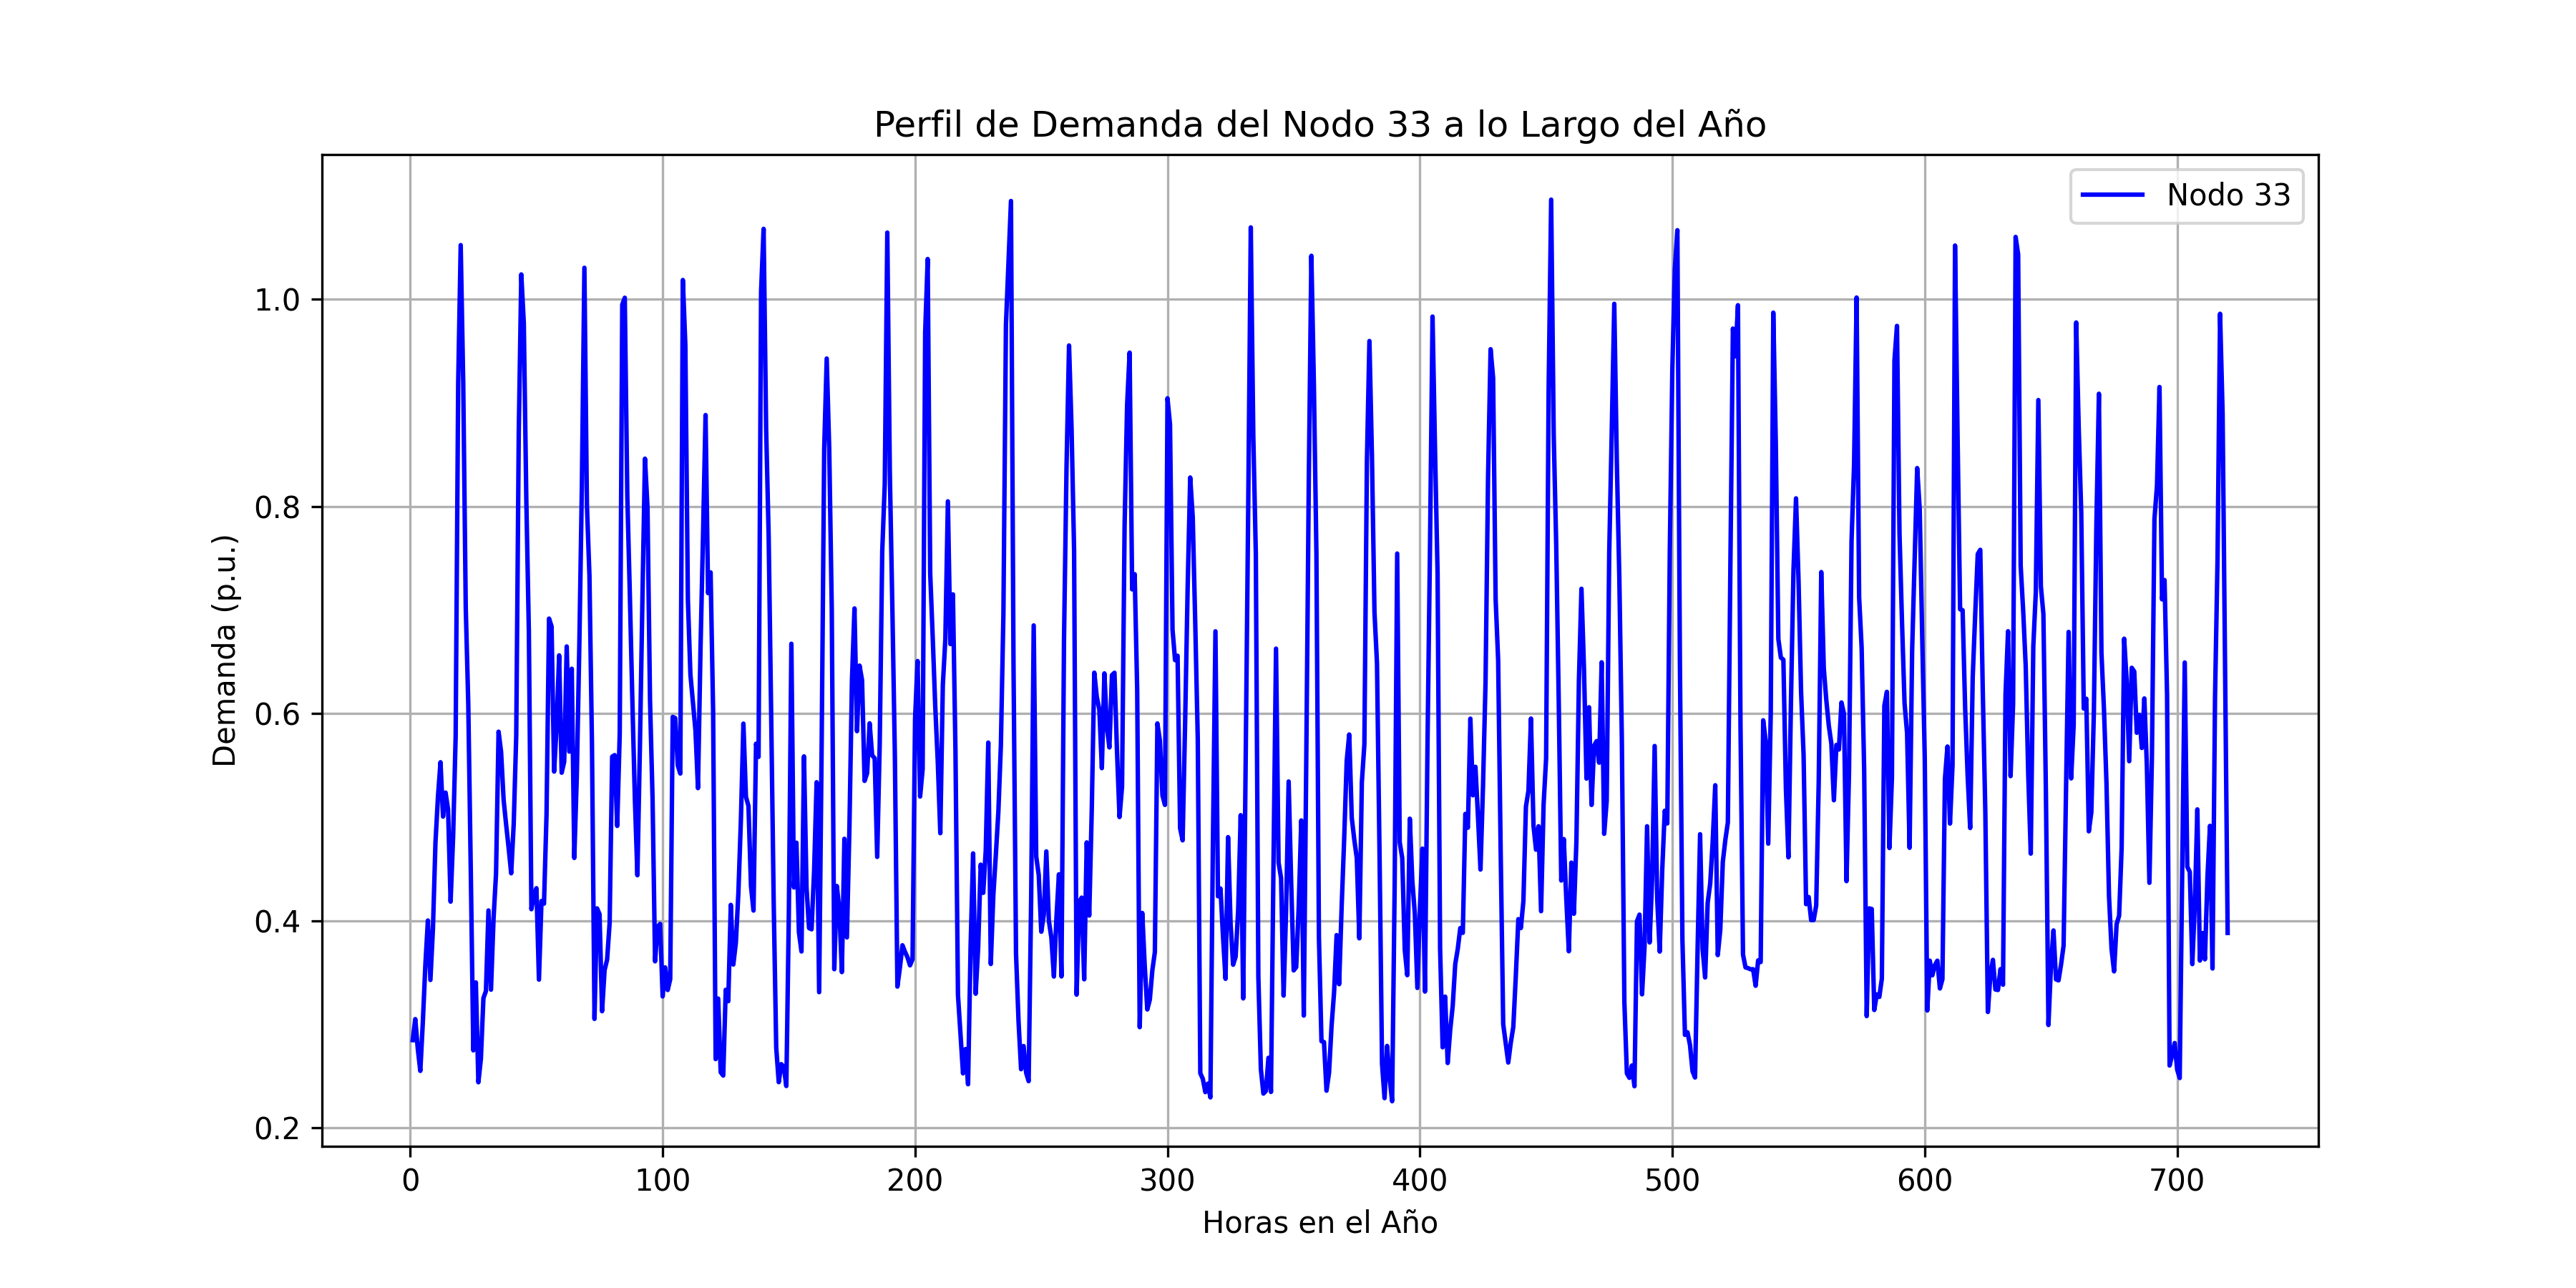 Perfil de Demanda del Nodo 33 a lo Largo del Año
Nodo 33
Demanda (p.u.)
1.0
0.8
0.6
0.4
0.2
0 100 200 300 400 500 600 700
Horas en el Año